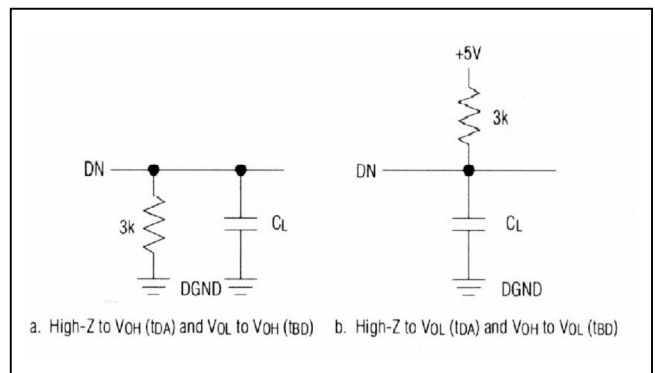 +5V
3k
DN
DN
3k
CL
CL
DGND
DGND
a. High-Z to VOH (tDA) and VOL to VOH (tBD)
b. High-Z to VOL (tDA) and VOH to VOL (tBD)